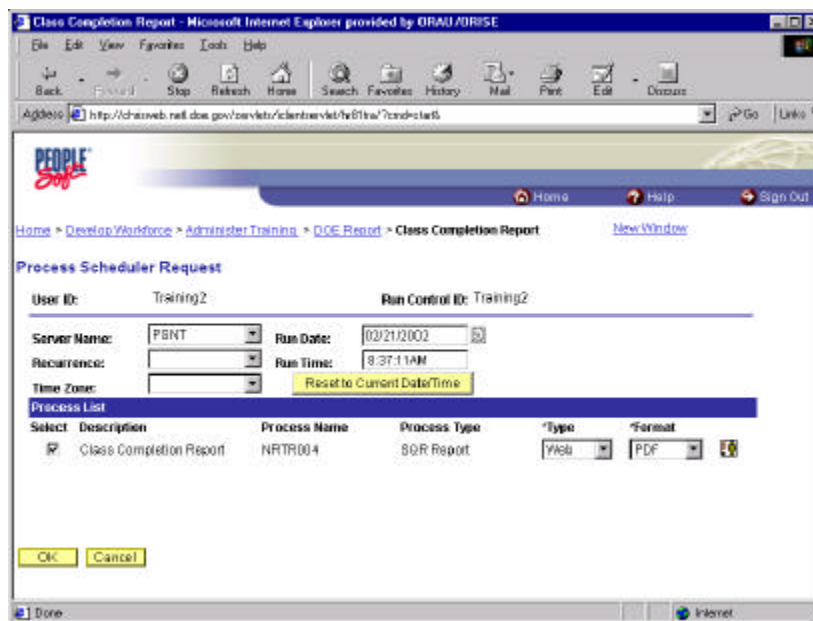 Class Completion Report - Microsoft Internet Explorer provided by ORAU/ORISE
File Edit View Favorites Tools Help
Back Forward Stop Refresh Home Search Favorites History Mail Print Edit Discuss
Address Go Links
PEOPLE Soft
Home Help Sign Out
Home > Develop Workforce > Administer Training > DOE Report > Class Completion Report New Window
Process Scheduler Request
User ID: Training2 Run Control ID: Training2
Server Name: PSNT Run Date: 02/21/2002
Recurrence: Run Time: 8:37:11AM
Time Zone: Reset to Current Date/Time
Process List
Select Description Process Name Process Type *Type *Format
Class Completion Report NRTR004 SQR Report Web PDF
OK Cancel
Done Internet